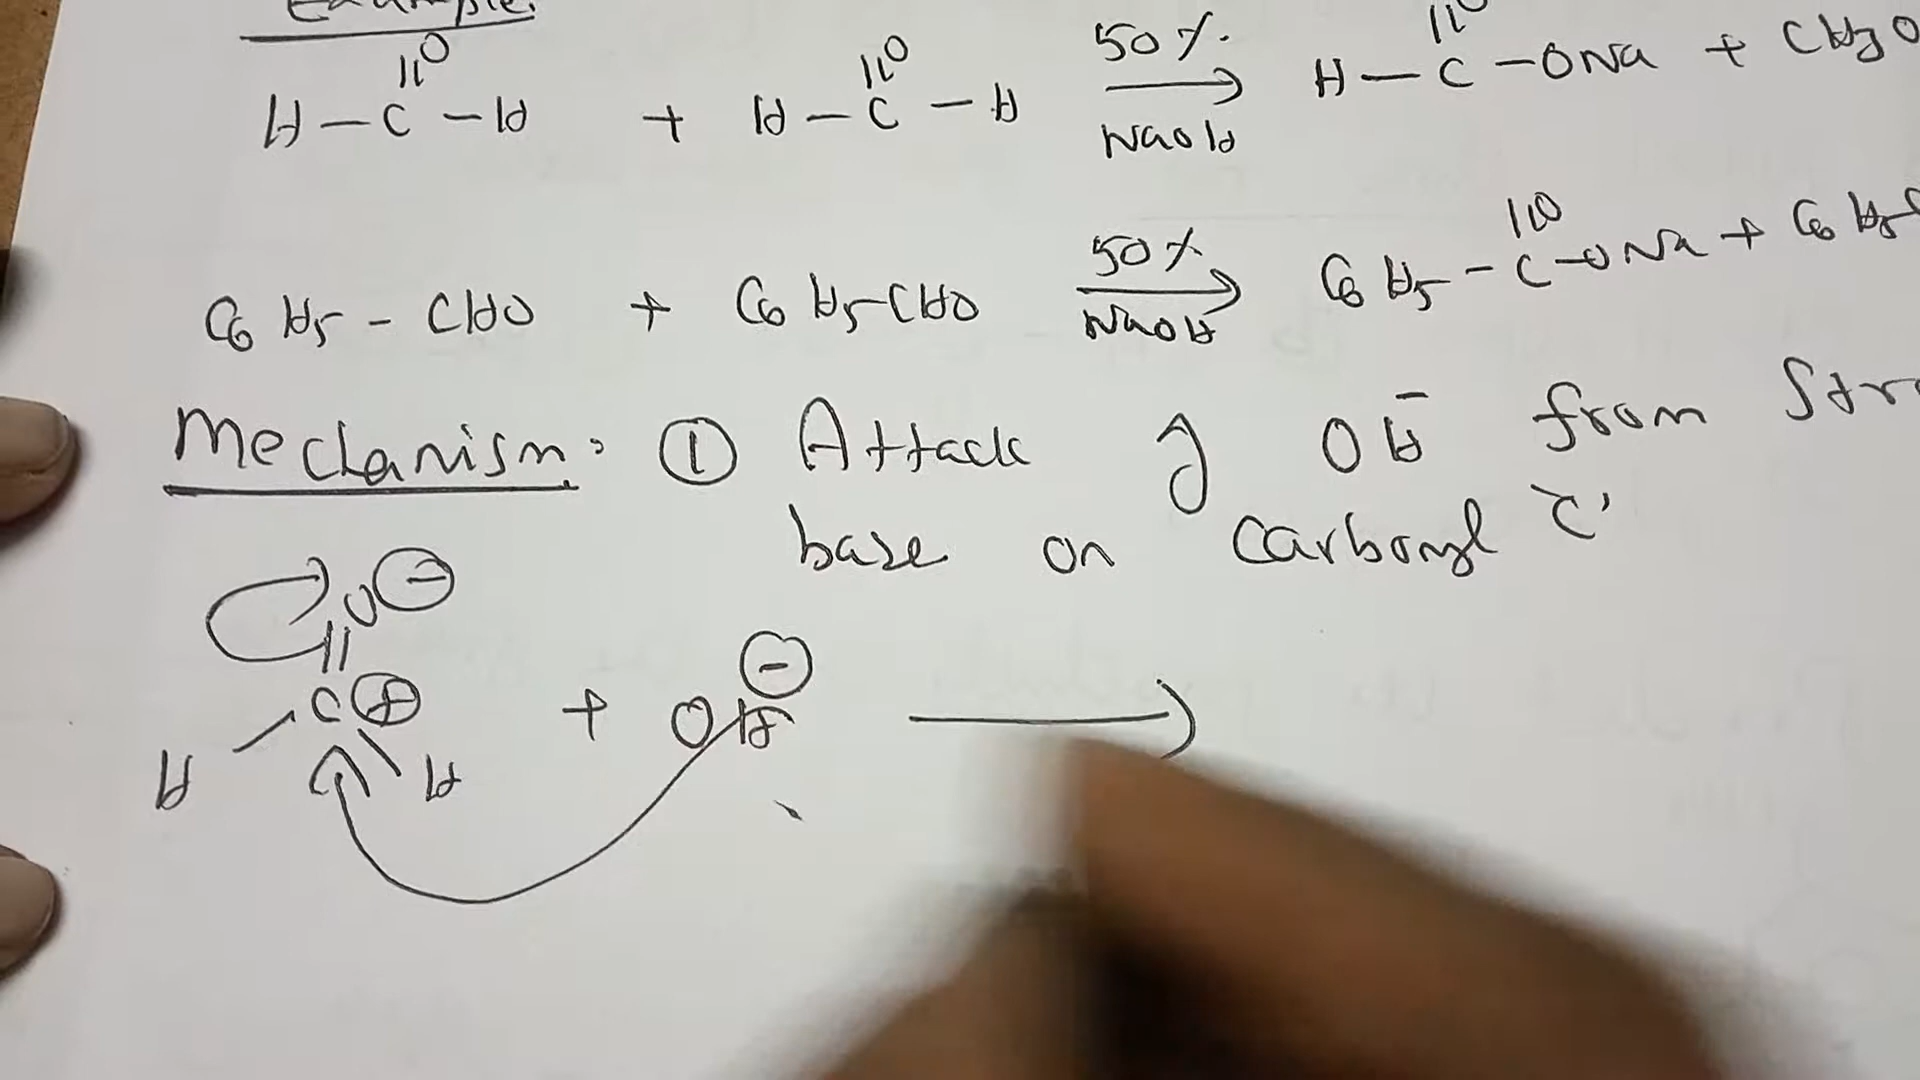 Example:
O O O
H – C – H + H – C – H 50 % NaOH → H – C – ONa + CH3O
O
C6H5 – CHO + C6H5–CHO 50 % NaOH → C6H5 – C – ONa + C6H5
Mechanism: ① Attack of OH⁻ from Str
base on carbonyl 'C'
O ⊖
C ⊕ + OH ⊖ →
H H